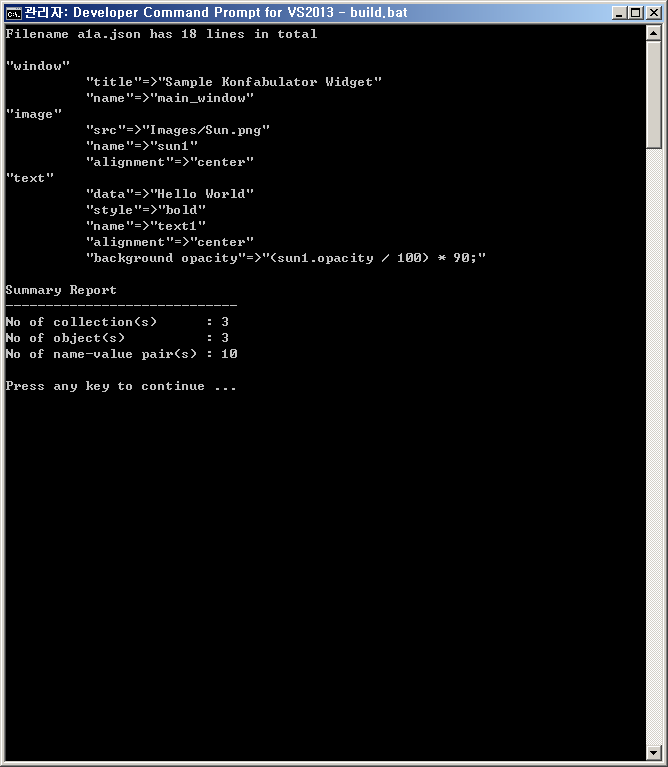 관리자: Developer Command Prompt for VS2013 - build.bat
Filename a1a.json has 18 lines in total
"window"
"title"=>"Sample Konfabulator Widget"
"name"=>"main_window"
"image"
"src"=>"Images/Sun.png"
"name"=>"sun1"
"alignment"=>"center"
"text"
"data"=>"Hello World"
"style"=>"bold"
"name"=>"text1"
"alignment"=>"center"
"background opacity"=>"(sun1.opacity / 100) * 90;"
Summary Report
-----------------------------
No of collection(s)      : 3
No of object(s)          : 3
No of name-value pair(s) : 10
Press any key to continue ...